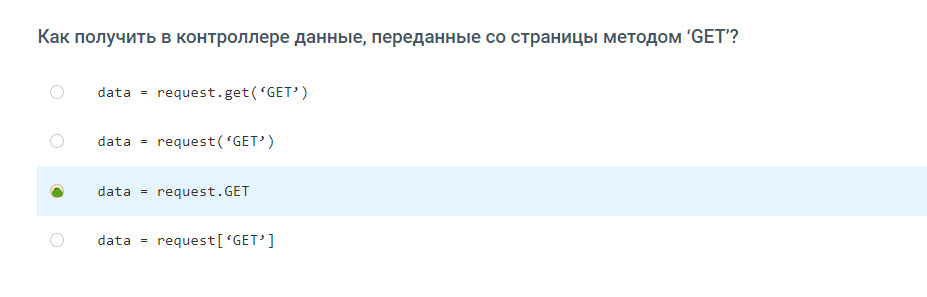 Как получить в контроллере данные, переданные со страницы методом ‘GET’?
data = request.get(‘GET’)
data = request(‘GET’)
data = request.GET
data = request[‘GET’]